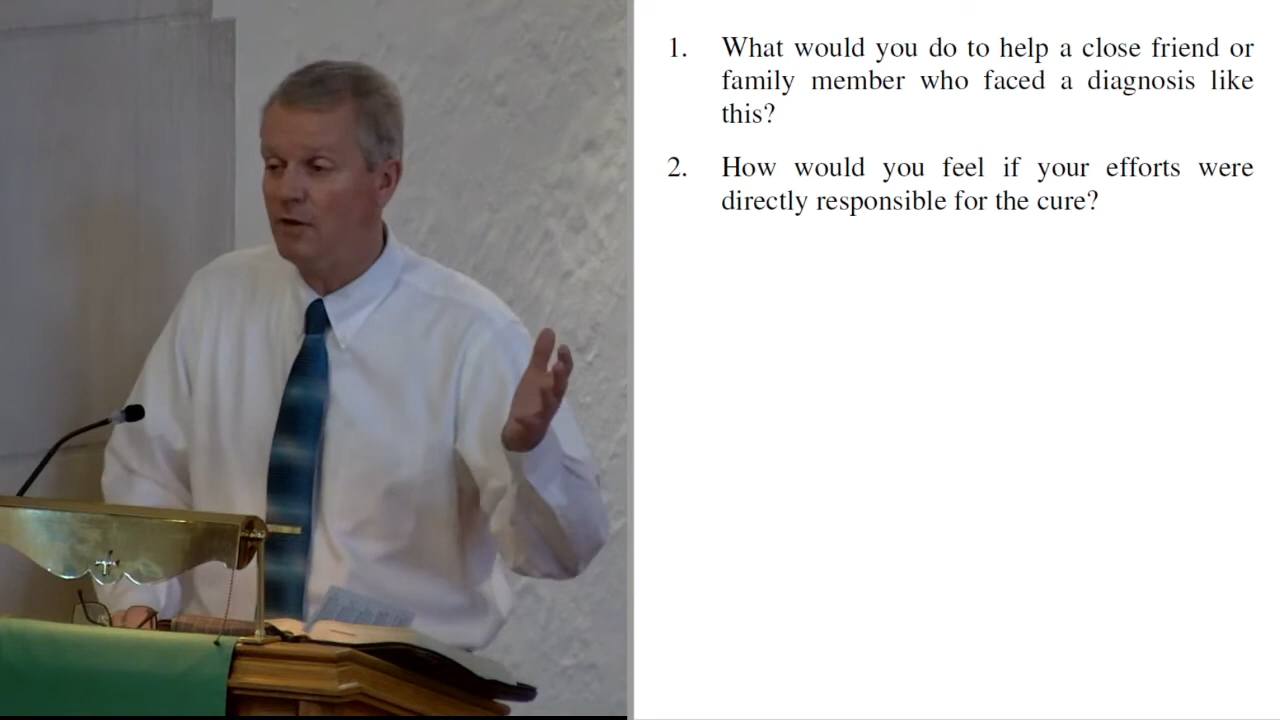 1. What would you do to help a close friend or
family member who faced a diagnosis like
this?
2. How would you feel if your efforts were
directly responsible for the cure?